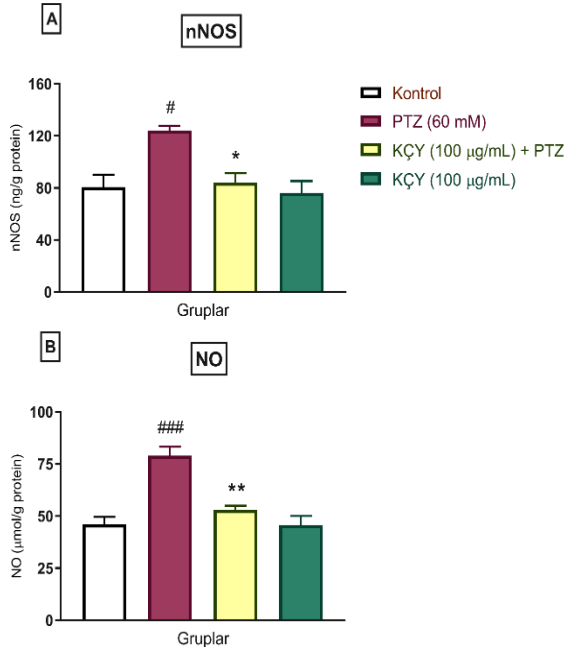 A
nNOS
160
120
80
40
0
nNOS (ng/g protein)
#
*
Gruplar
Kontrol
PTZ (60 mM)
KÇY (100 µg/mL) + PTZ
KÇY (100 µg/mL)
B
NO
100
75
50
25
0
NO (µmol/g protein)
###
**
Gruplar